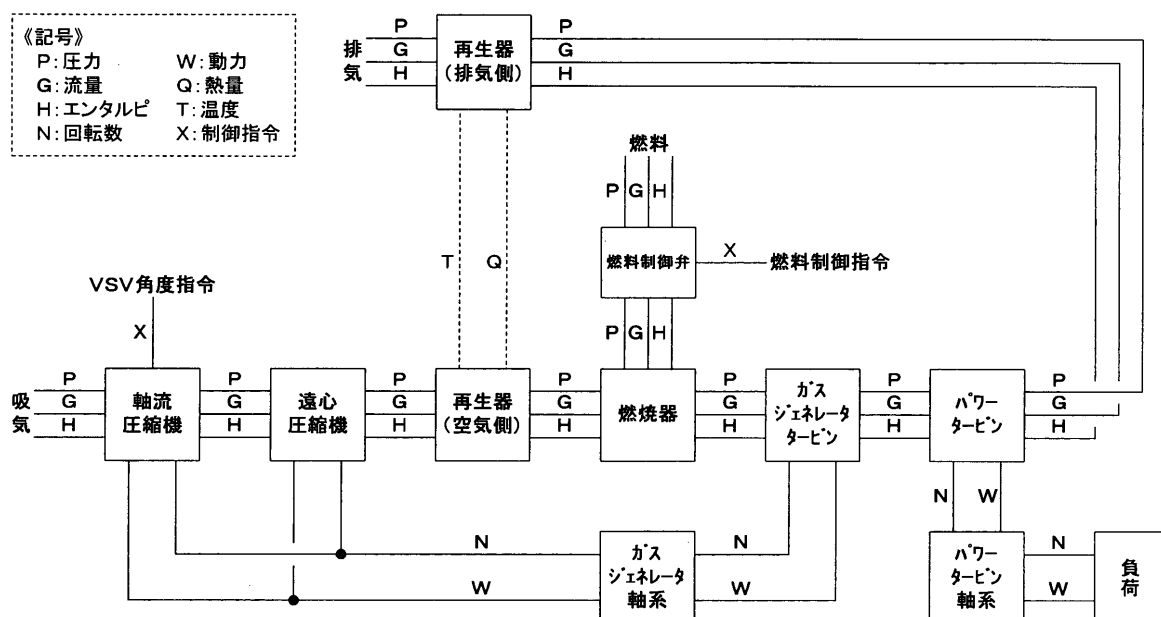 《記号》
P:圧力 W:動力
G:流量 Q:熱量
H:エンタルピ T:温度
N:回転数 X:制御指令
排気
P
G
H
再生器
(排気側)
P
G
H
燃料
P G H
燃料制御弁
X
燃料制御指令
P G H
T Q
VSV角度指令
X
吸気
P
G
H
軸流
圧縮機
P
G
H
遠心
圧縮機
P
G
H
再生器
(空気側)
P
G
H
燃焼器
P
G
H
ガス
ジェネレータ
タービン
P
G
H
パワー
タービン
P
G
H
N W
N
W
ガス
ジェネレータ
軸系
N
W
パワー
タービン
軸系
N
W
負荷